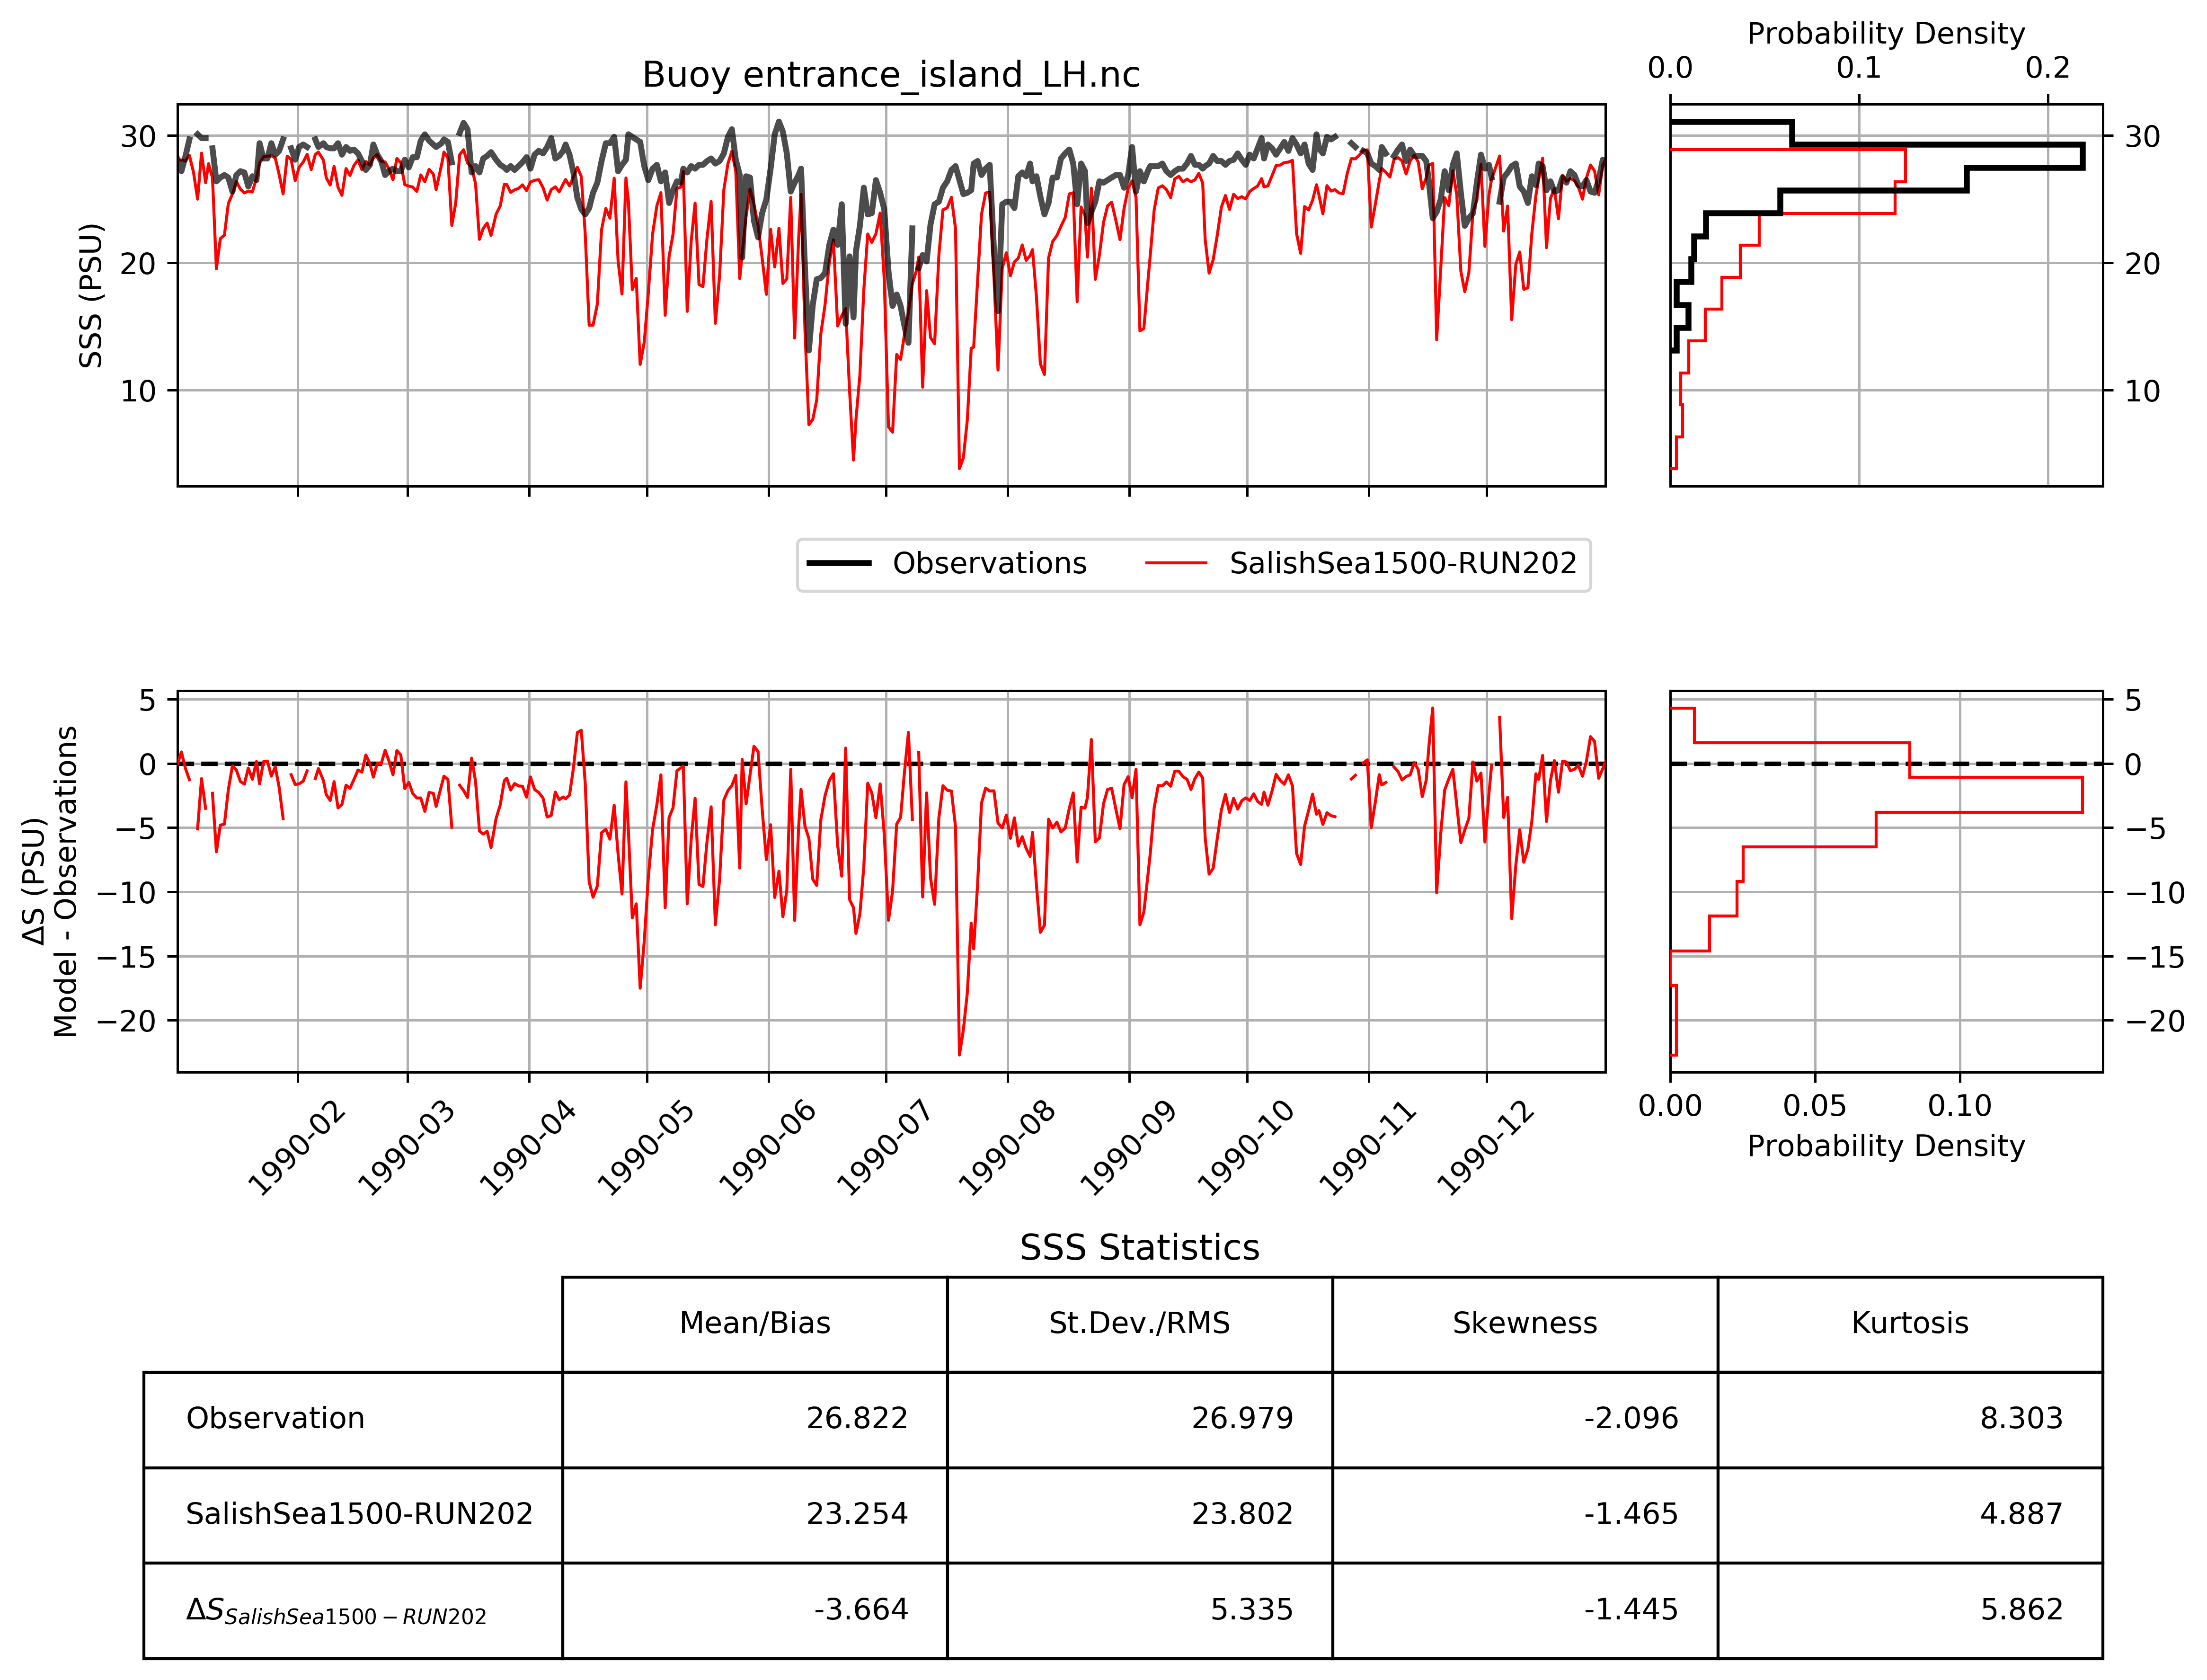 Probability Density
0.0 0.1 0.2
Buoy entrance_island_LH.nc
SSS (PSU)
30
20
10
30
20
10
Observations SalishSea1500-RUN202
ΔS (PSU)
Model - Observations
5
0
−5
−10
−15
−20
5
0
−5
−10
−15
−20
1990-02 1990-03 1990-04 1990-05 1990-06 1990-07 1990-08 1990-09 1990-10 1990-11 1990-12
0.00 0.05 0.10
Probability Density
SSS Statistics
Mean/Bias St.Dev./RMS Skewness Kurtosis
Observation 26.822 26.979 -2.096 8.303
SalishSea1500-RUN202 23.254 23.802 -1.465 4.887
ΔS SalishSea1500−RUN202 -3.664 5.335 -1.445 5.862